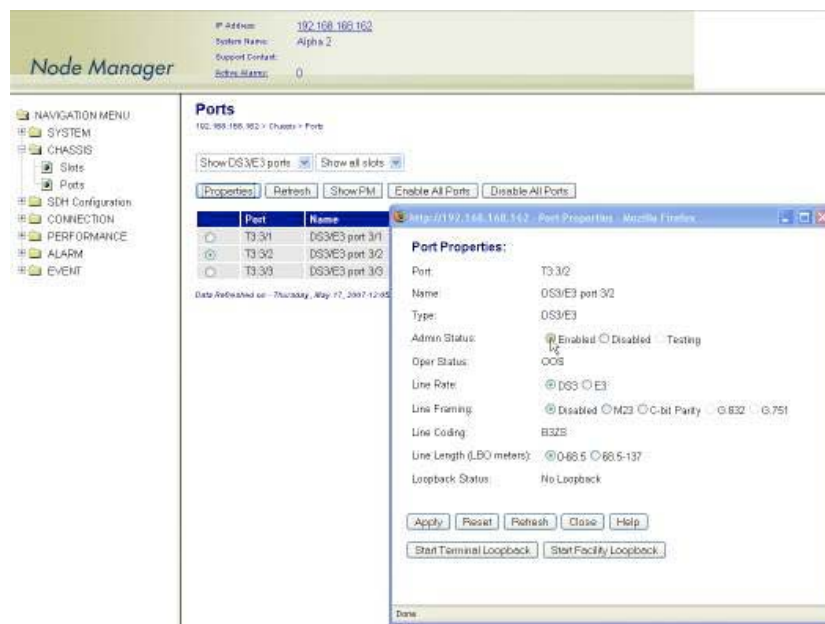 Node Manager
IP Address: 192.168.168.162
System Name: Alpha 2
Support Contact:
Active Alarms: 0
NAVIGATION MENU
SYSTEM
CHASSIS
Slots
Ports
SDH Configuration
CONNECTION
PERFORMANCE
ALARM
EVENT
Ports
192.168.168.162 > Chassis > Ports
Show DS3/E3 ports Show all slots
Properties Refresh Show PM Enable All Ports Disable All Ports
Port Name
T3:3/1 DS3/E3 port 3/1
T3:3/2 DS3/E3 port 3/2
T3:3/3 DS3/E3 port 3/3
Data Refreshed on - Thursday, May 17, 2007-12:05
http://192.168.168.162 - Port Properties - Mozilla Firefox
Port Properties:
Port: T3:3/2
Name: DS3/E3 port 3/2
Type: DS3/E3
Admin Status: Enabled Disabled Testing
Oper Status: OOS
Line Rate: DS3 E3
Line Framing: Disabled M23 C-bit Parity G.832 G.751
Line Coding: B3ZS
Line Length (LBO meters): 0-68.5 68.5-137
Loopback Status: No Loopback
Apply Reset Refresh Close Help
Start Terminal Loopback Start Facility Loopback
Done